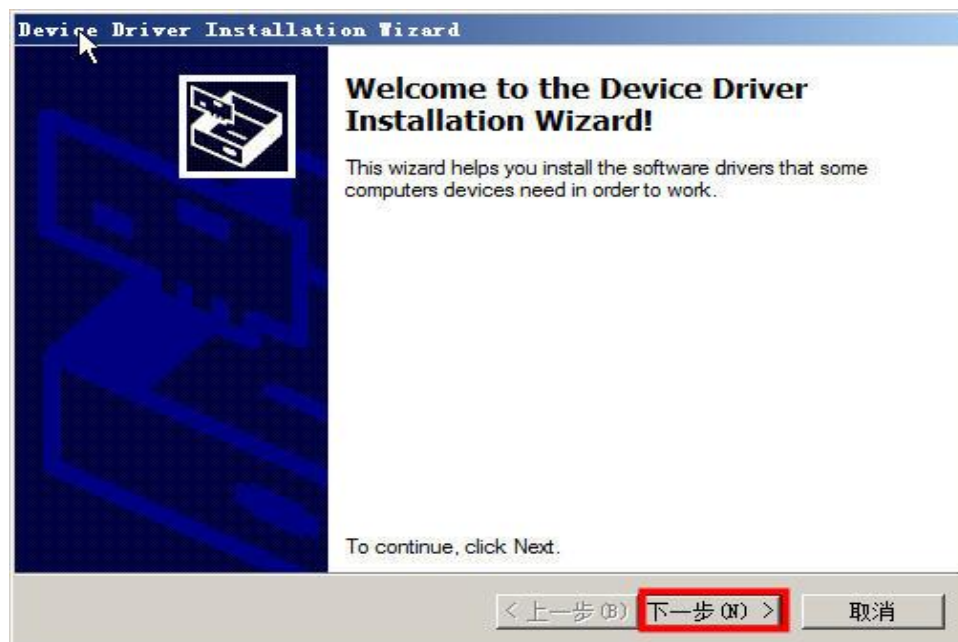 Device Driver Installation Wizard
Welcome to the Device Driver
Installation Wizard!
This wizard helps you install the software drivers that some
computers devices need in order to work.
To continue, click Next.
< 上一步(B) 下一步(N) > 取消